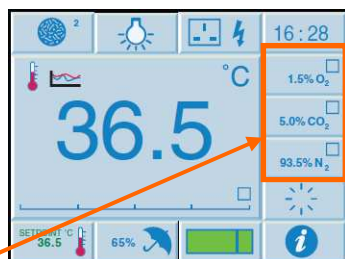 2
16:28
°C
1.5% O₂
36.5
5.0% CO₂
93.5% N₂
SETPOINT °C
36.5
65%
i